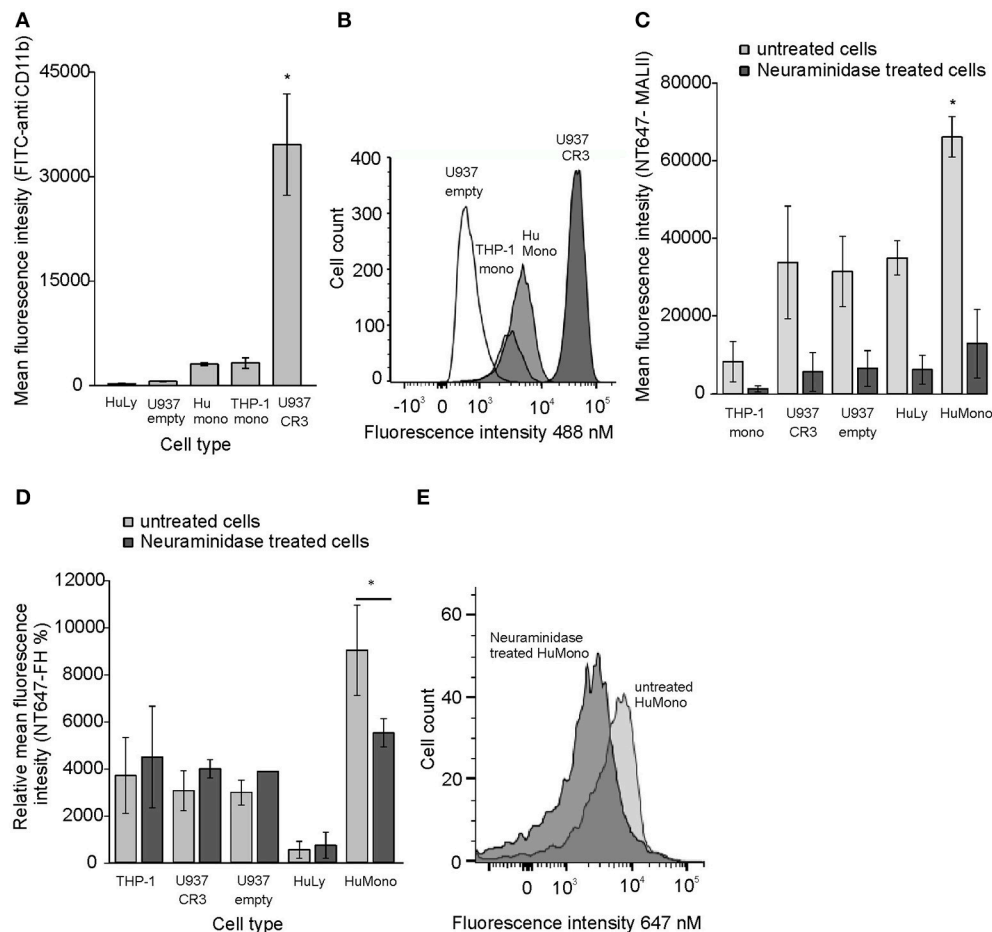 A
Mean fluorescence intesity (FITC-anti CD11b)
45000
30000
15000
0
*
HuLy
U937
empty
Hu
mono
THP-1
mono
U937
CR3
Cell type
B
Cell count
400
300
200
100
0
U937
empty
THP-1
mono
Hu
Mono
U937
CR3
-10³
0
10³
10⁴
10⁵
Fluorescence intensity 488 nM
C
untreated cells
Neuraminidase treated cells
Mean fluorescence intesity (NT647- MALII)
80000
60000
40000
20000
0
*
THP-1
mono
U937
CR3
U937
empty
HuLy
HuMono
D
untreated cells
Neuraminidase treated cells
Relative mean fluorescence
intesity (NT647-FH %)
12000
10000
8000
6000
4000
2000
0
*
THP-1
U937
CR3
U937
empty
HuLy
HuMono
Cell type
E
Cell count
60
40
20
0
Neuraminidase
treated HuMono
untreated
HuMono
0
10³
10⁴
10⁵
Fluorescence intensity 647 nM